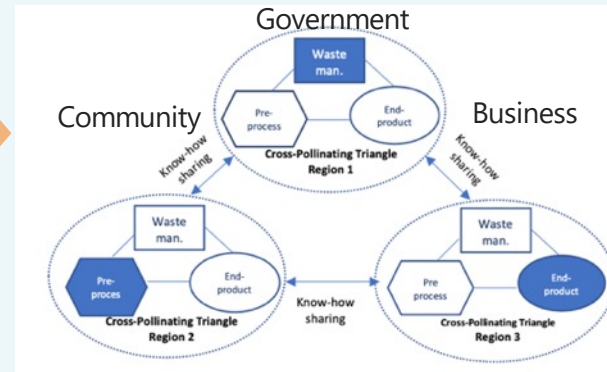 Government
Waste
man.
Pre-
process
End-
product
Cross-Pollinating Triangle
Region 1
Community
Business
Know-how
sharing
Know-how
sharing
Waste
man.
Pre-
proces
End-
product
Cross-Pollinating Triangle
Region 2
Know-how
sharing
Waste
man.
Pre
process
End-
product
Cross-Pollinating Triangle
Region 3